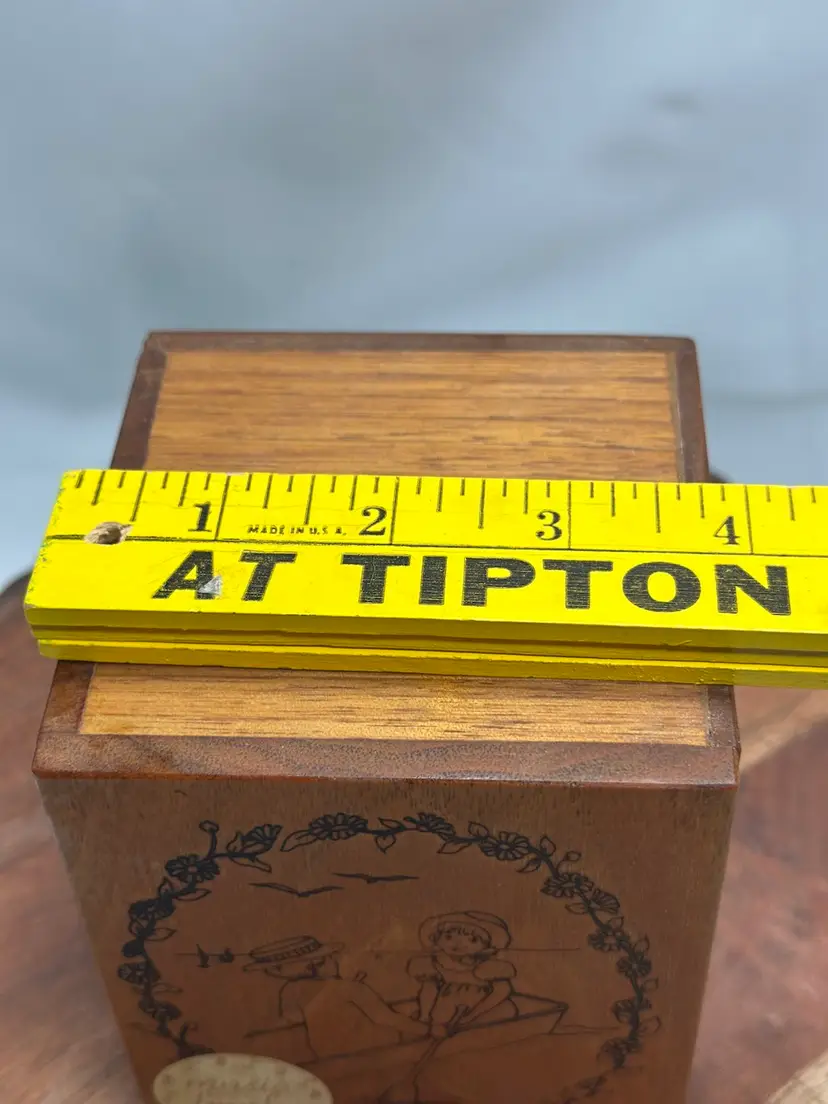 1 2 3 4
MADE IN U.S.A.
AT TIPTON